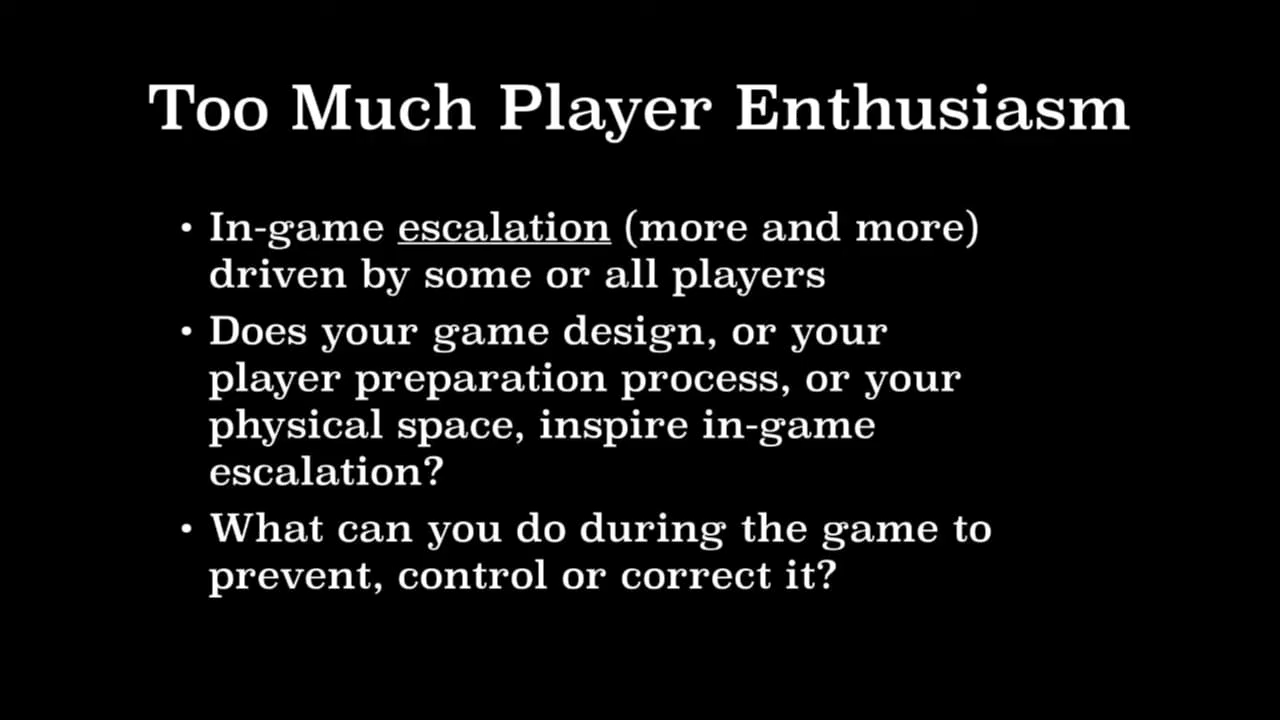 Too Much Player Enthusiasm
• In-game escalation (more and more)
driven by some or all players
• Does your game design, or your
player preparation process, or your
physical space, inspire in-game
escalation?
• What can you do during the game to
prevent, control or correct it?